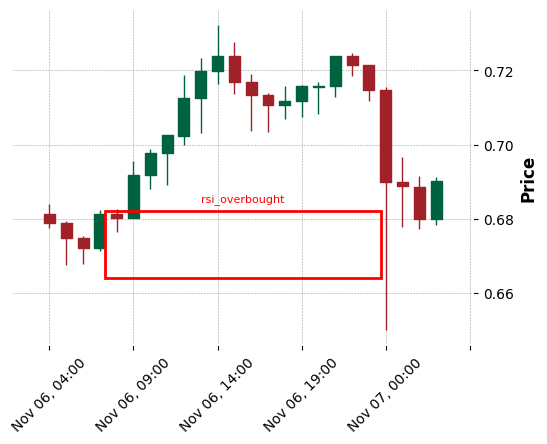 0.72
0.70
rsi_overbought
0.68
0.66
Price
Nov 06, 04:00
Nov 06, 09:00
Nov 06, 14:00
Nov 06, 19:00
Nov 07, 00:00